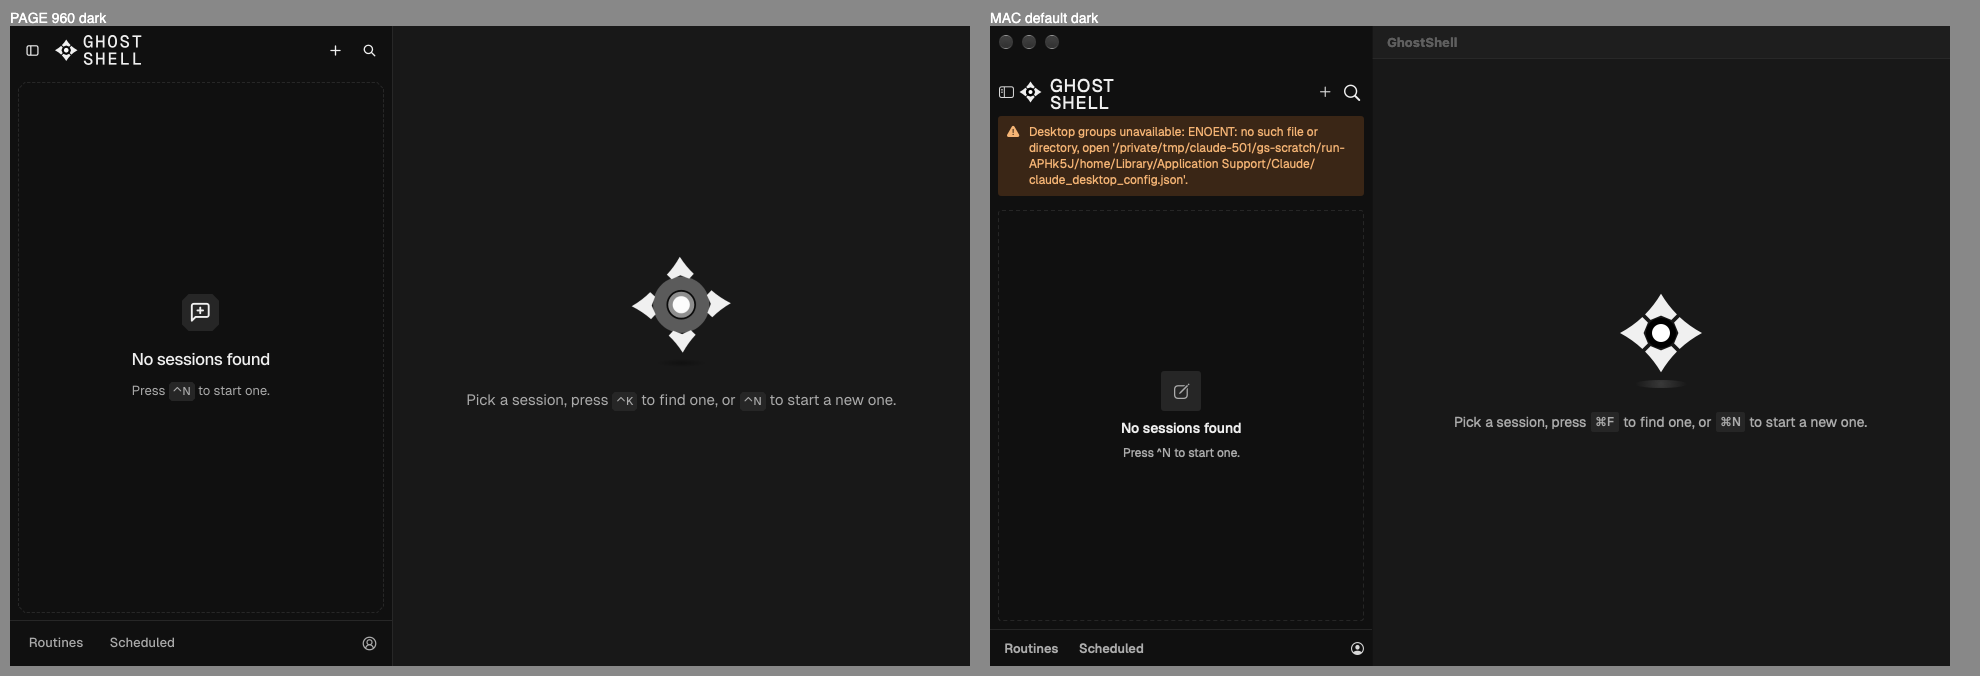 PAGE 960 dark
GHOST
SHELL
No sessions found
Press ^N to start one.
Routines
Scheduled
Pick a session, press ^K to find one, or ^N to start a new one.
MAC default dark
GHOST
SHELL
Desktop groups unavailable: ENOENT: no such file or
directory, open '/private/tmp/claude-501/gs-scratch/run-
APHk5J/home/Library/Application Support/Claude/
claude_desktop_config.json'.
No sessions found
Press ^N to start one.
Routines
Scheduled
GhostShell
Pick a session, press ⌘F to find one, or ⌘N to start a new one.